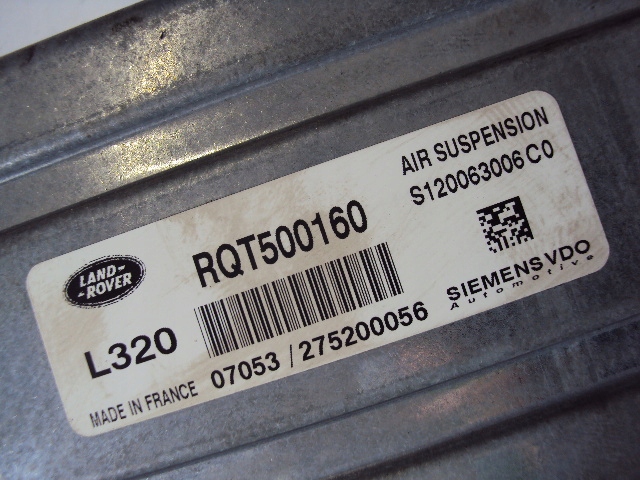 AIR SUSPENSION
S120063006 C0
RQT500160
LAND-
-ROVER
L320
SIEMENS VDO
Automotive
07053 / 275200056
MADE IN FRANCE